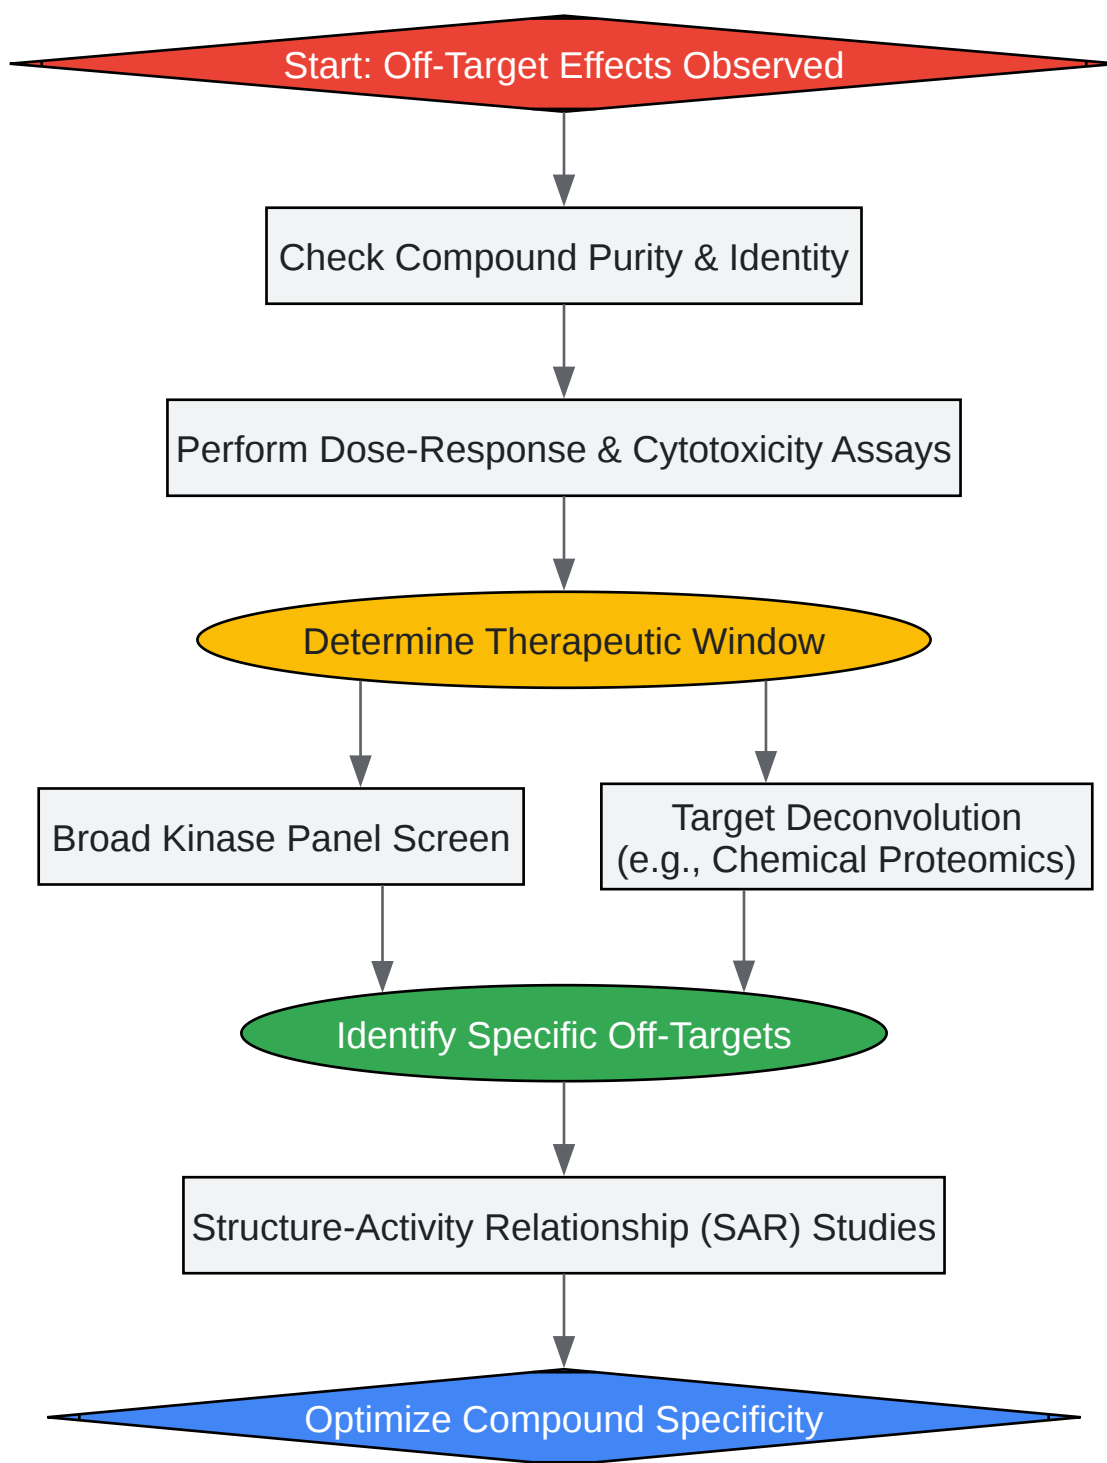 Start: Off-Target Effects Observed
Check Compound Purity & Identity
Perform Dose-Response & Cytotoxicity Assays
Determine Therapeutic Window
Broad Kinase Panel Screen
Target Deconvolution
(e.g., Chemical Proteomics)
Identify Specific Off-Targets
Structure-Activity Relationship (SAR) Studies
Optimize Compound Specificity